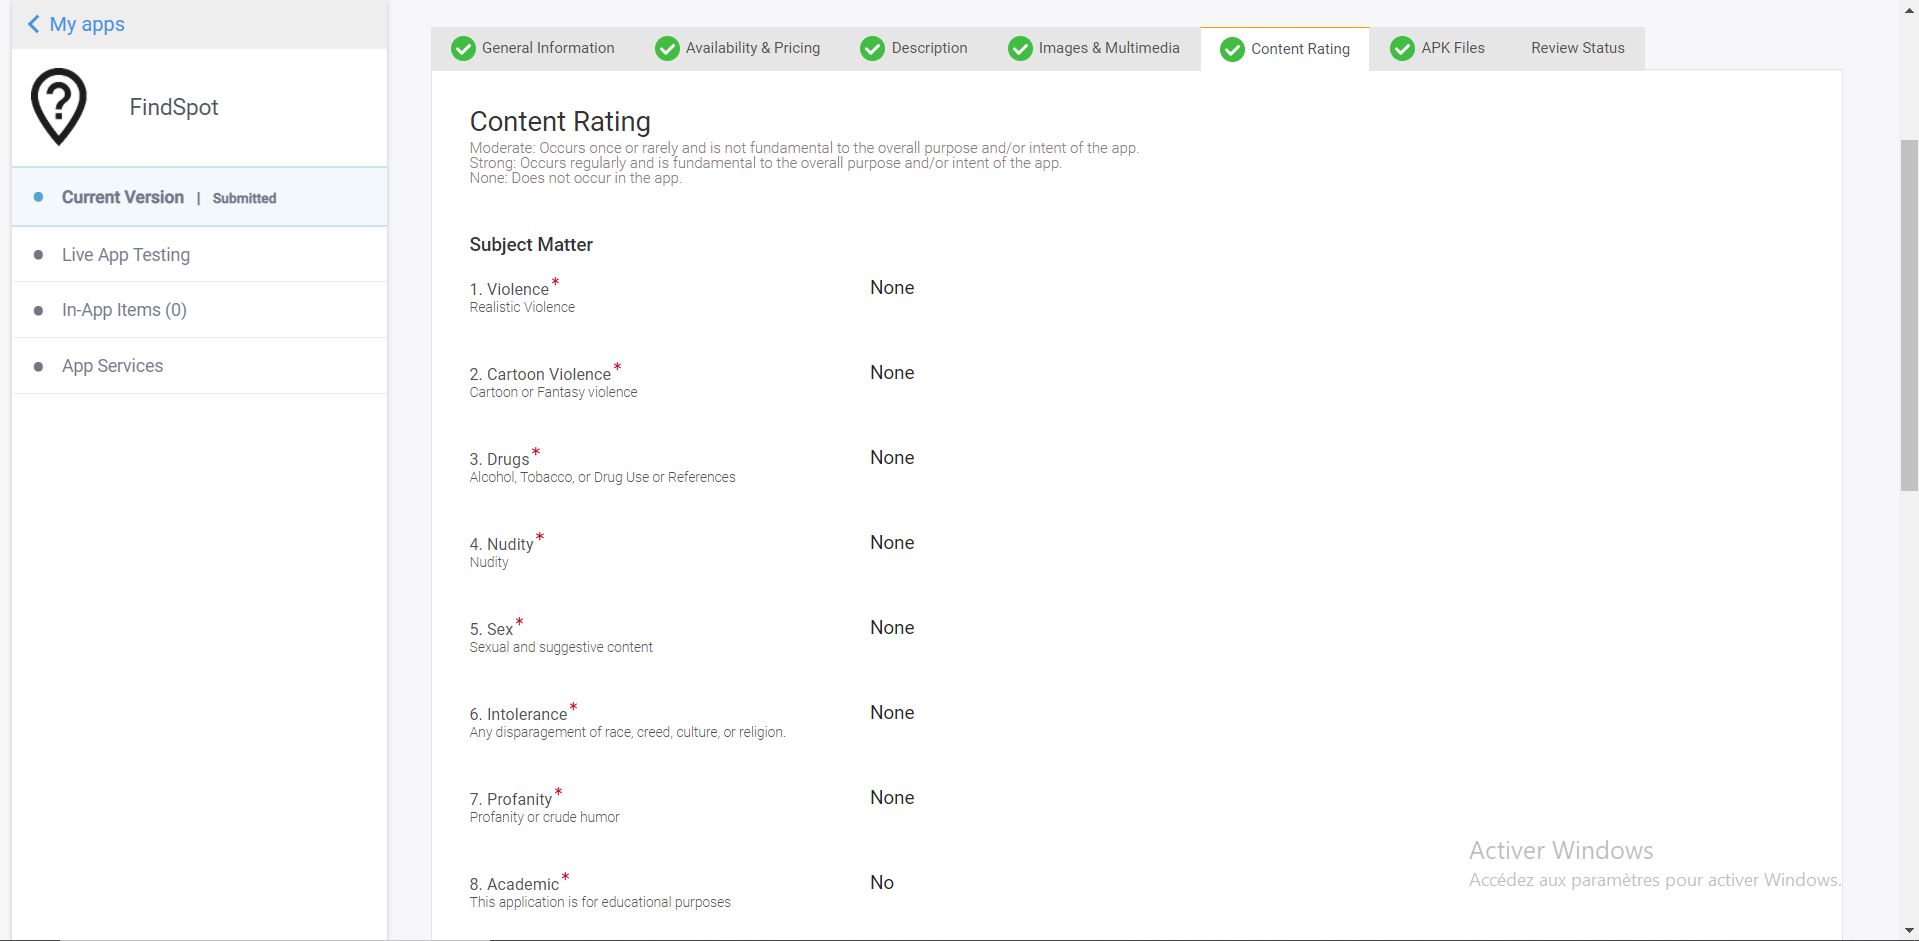 My apps
FindSpot
Current Version | Submitted
Live App Testing
In-App Items (0)
App Services
General Information
Availability & Pricing
Description
Images & Multimedia
Content Rating
APK Files
Review Status
Content Rating
Moderate: Occurs once or rarely and is not fundamental to the overall purpose and/or intent of the app.
Strong: Occurs regularly and is fundamental to the overall purpose and/or intent of the app.
None: Does not occur in the app.
Subject Matter
1. Violence* None
Realistic Violence
2. Cartoon Violence* None
Cartoon or Fantasy violence
3. Drugs* None
Alcohol, Tobacco, or Drug Use or References
4. Nudity* None
Nudity
5. Sex* None
Sexual and suggestive content
6. Intolerance* None
Any disparagement of race, creed, culture, or religion.
7. Profanity* None
Profanity or crude humor
8. Academic* No
This application is for educational purposes
Activer Windows
Accédez aux paramètres pour activer Windows.